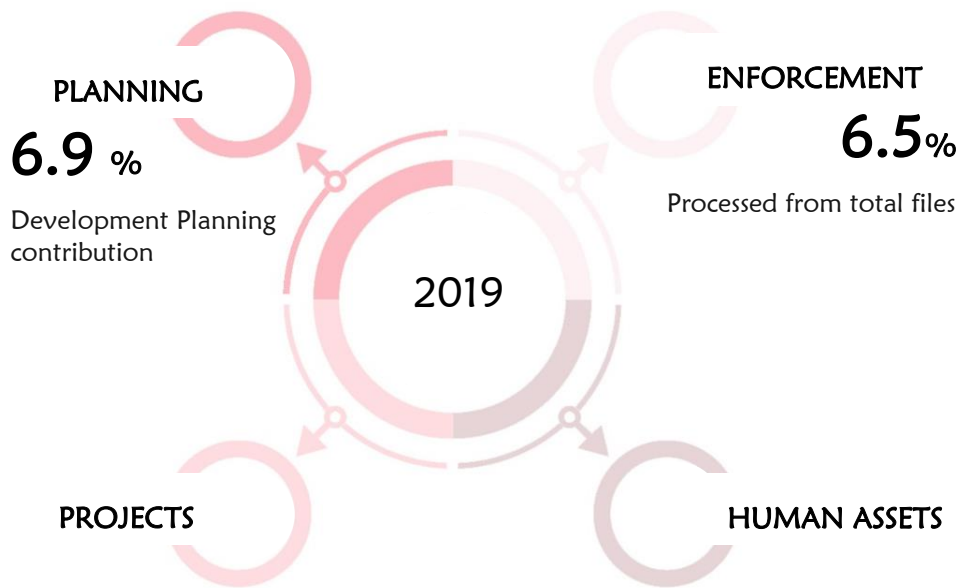 PLANNING
6.9 %
Development Planning
contribution
ENFORCEMENT
6.5%
Processed from total files
2019
PROJECTS
HUMAN ASSETS